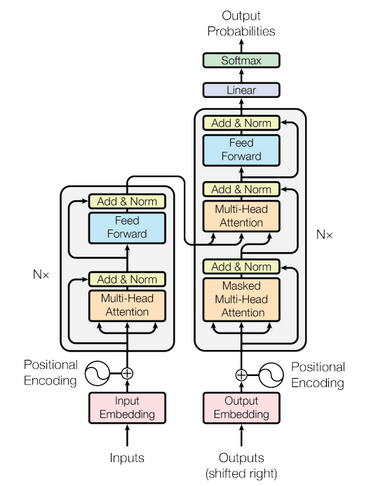 Output
Probabilities
Softmax
Linear
Add & Norm
Feed
Forward
Add & Norm
Multi-Head
Attention
Add & Norm
Masked
Multi-Head
Attention
N×
Add & Norm
Feed
Forward
N×
Add & Norm
Multi-Head
Attention
Positional
Encoding
Positional
Encoding
Input
Embedding
Output
Embedding
Inputs
Outputs
(shifted right)